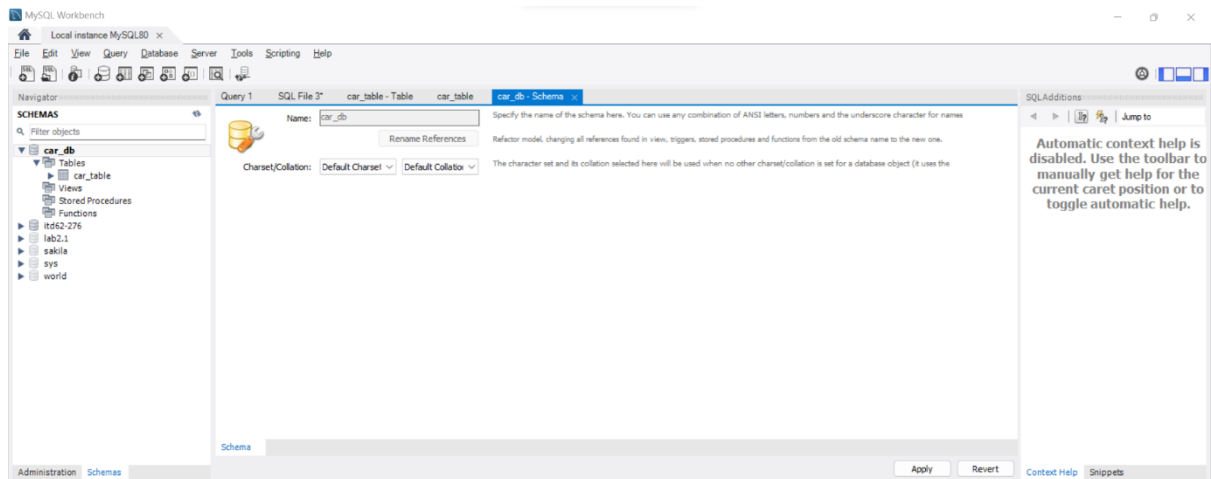 MySQL Workbench
Local instance MySQL80 ×
File Edit View Query Database Server Tools Scripting Help
Navigator
SCHEMAS
Filter objects
car_db
Tables
car_table
Views
Stored Procedures
Functions
itd62-276
lab2.1
sakila
sys
world
Administration Schemas
Query 1 SQL File 3* car_table - Table car_table car_db - Schema ×
Name: car_db
Specify the name of the schema here. You can use any combination of ANSI letters, numbers and the underscore character for names
Rename References
Refactor model, changing all references found in view, triggers, stored procedures and functions from the old schema name to the new one.
Charset/Collation: Default Charset Default Collation
The character set and its collation selected here will be used when no other charset/collation is set for a database object (it uses the
Schema
Apply Revert
SQLAdditions
Jump to
Automatic context help is
disabled. Use the toolbar to
manually get help for the
current caret position or to
toggle automatic help.
Context Help Snippets